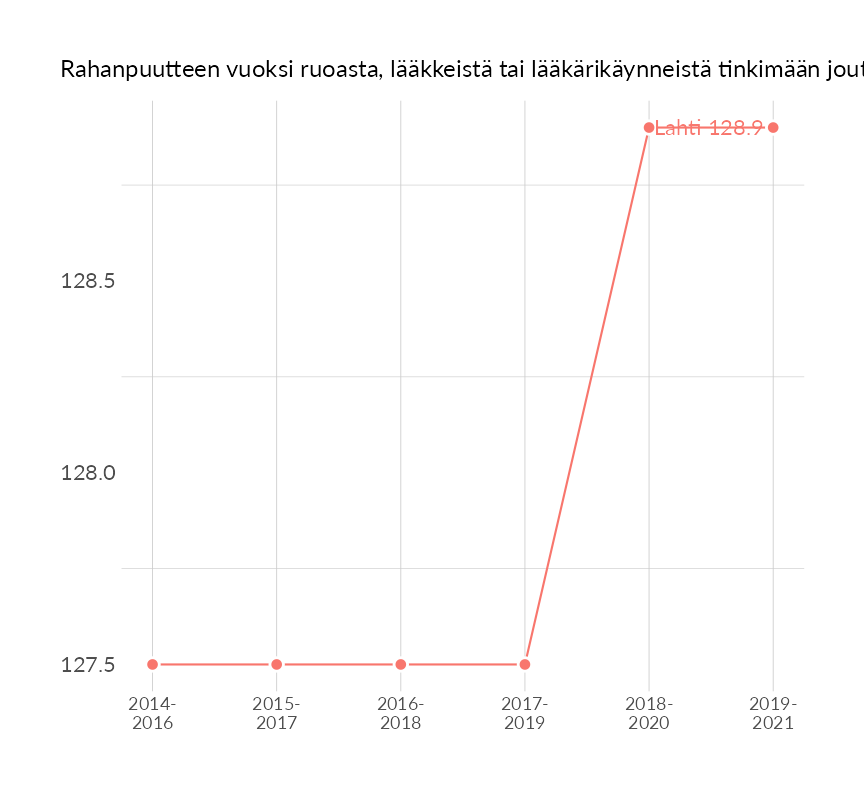 Rahanpuutteen vuoksi ruoasta, lääkkeistä tai lääkärikäynneistä tinkimään jout
Lahti 128.9
128.5
128.0
127.5
2014- 2015- 2016- 2017- 2018- 2019-
2016 2017 2018 2019 2020 2021